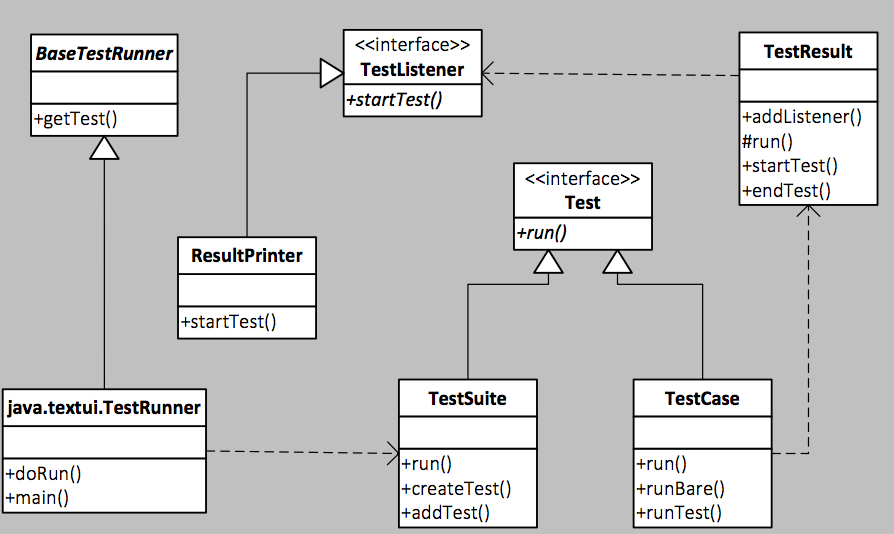 BaseTestRunner
+getTest()
<<interface>>
TestListener
+startTest()
TestResult
+addListener()
#run()
+startTest()
+endTest()
<<interface>>
Test
+run()
ResultPrinter
+startTest()
java.textui.TestRunner
+doRun()
+main()
TestSuite
+run()
+createTest()
+addTest()
TestCase
+run()
+runBare()
+runTest()